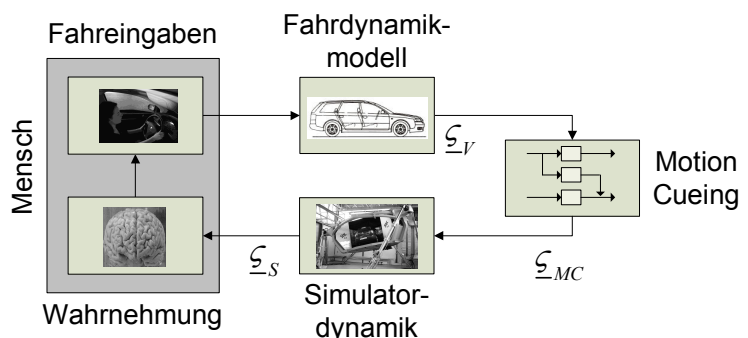 Fahreingaben
Fahrdynamik-
modell
Mensch
ς_V
Motion
Cueing
ς_S
ς_MC
Wahrnehmung
Simulator-
dynamik